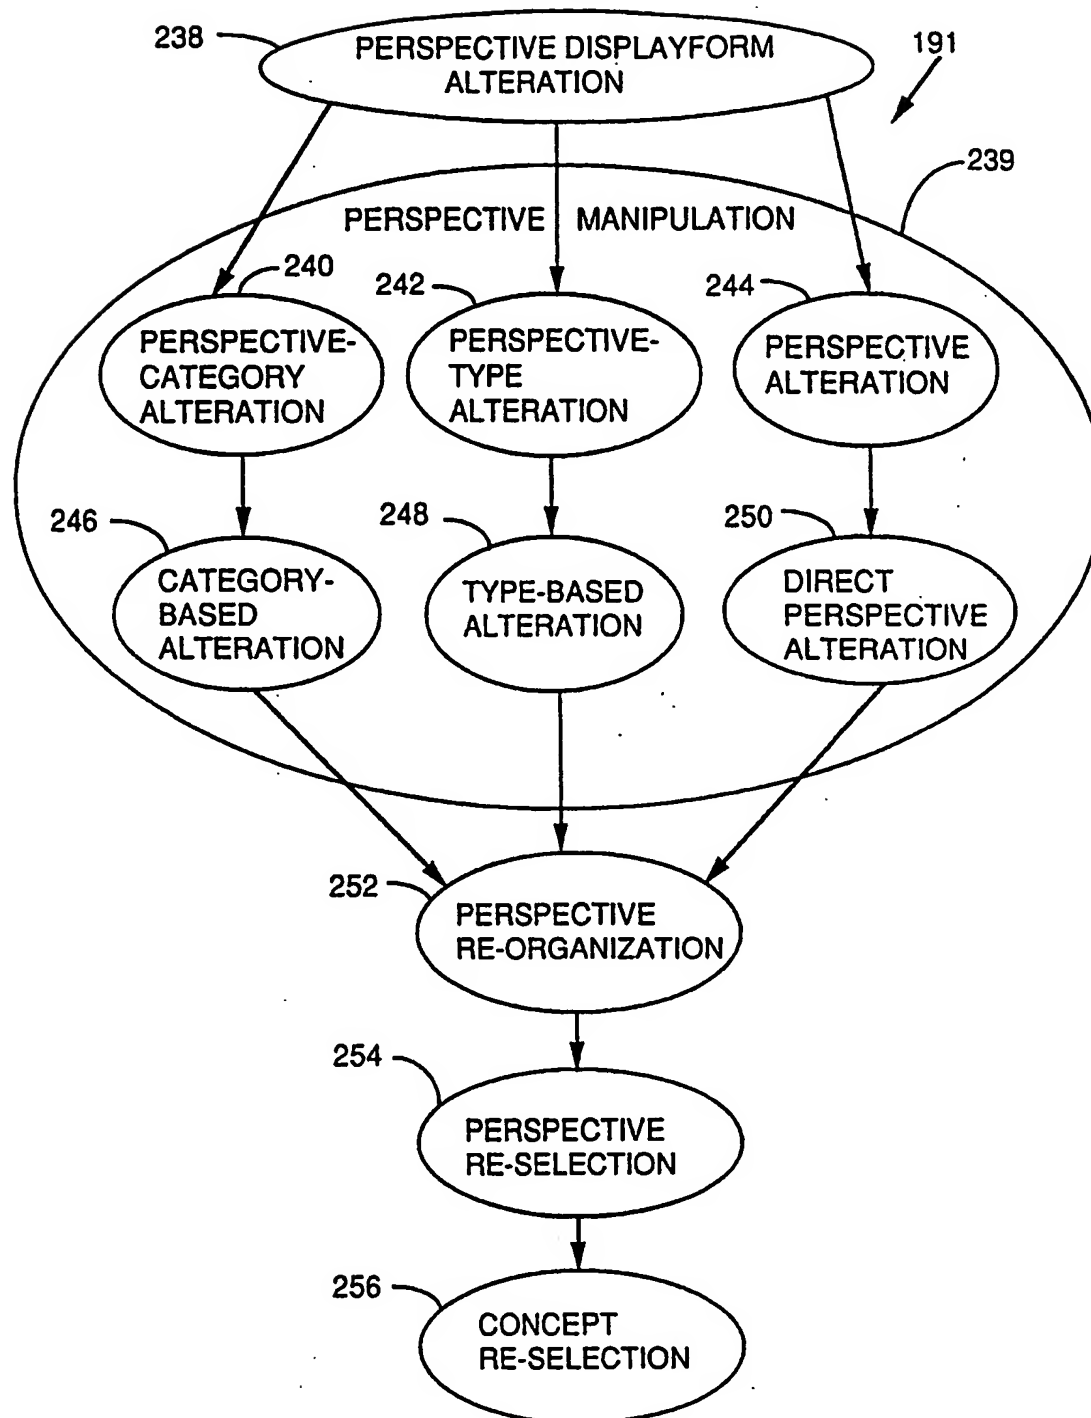 238
PERSPECTIVE DISPLAYFORM
ALTERATION
191
239
PERSPECTIVE MANIPULATION
240
242
244
PERSPECTIVE-
CATEGORY
ALTERATION
PERSPECTIVE-
TYPE
ALTERATION
PERSPECTIVE
ALTERATION
246
248
250
CATEGORY-
BASED
ALTERATION
TYPE-BASED
ALTERATION
DIRECT
PERSPECTIVE
ALTERATION
252
PERSPECTIVE
RE-ORGANIZATION
254
PERSPECTIVE
RE-SELECTION
256
CONCEPT
RE-SELECTION